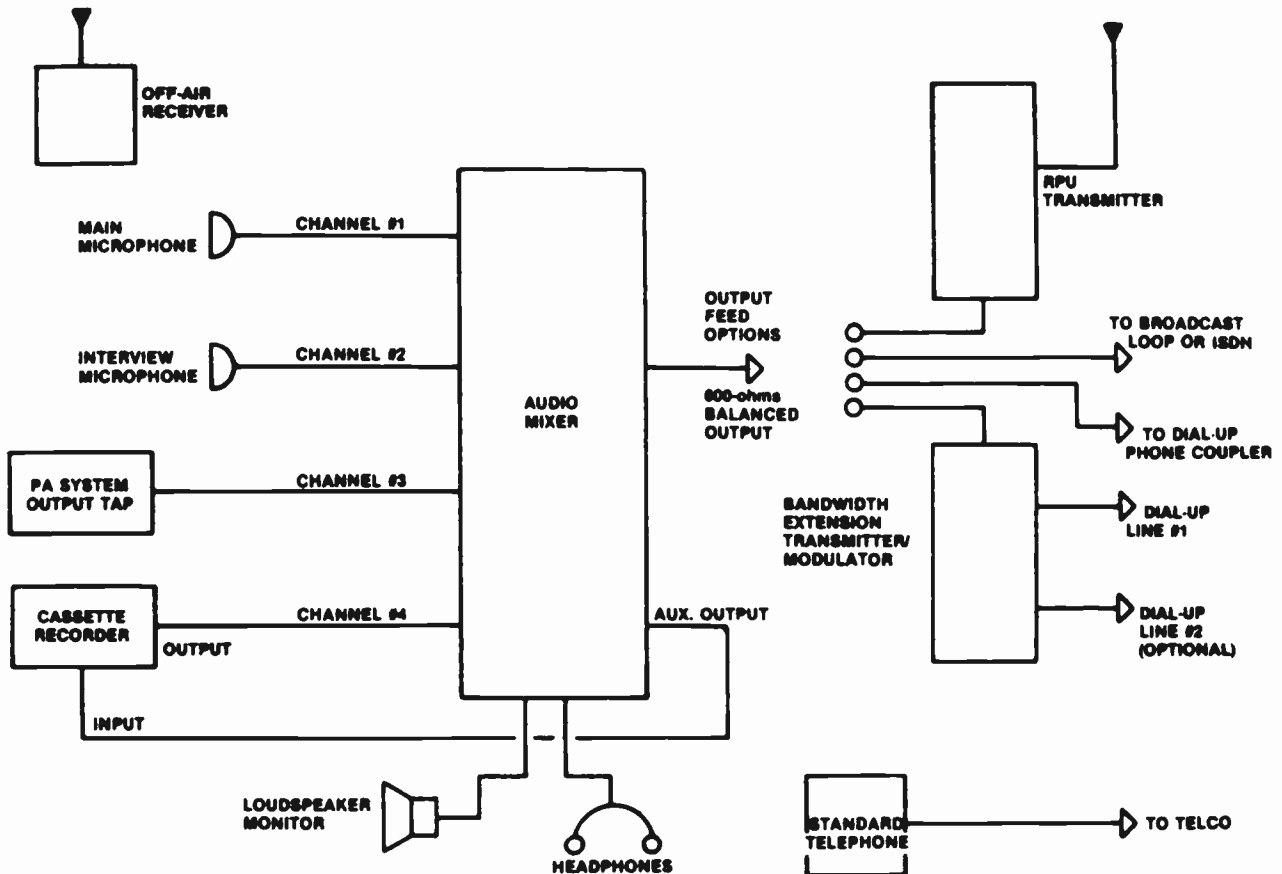 OFF-AIR
RECEIVER
MAIN
MICROPHONE
CHANNEL #1
INTERVIEW
MICROPHONE
CHANNEL #2
PA SYSTEM
OUTPUT TAP
CHANNEL #3
CASSETTE
RECORDER
OUTPUT
CHANNEL #4
INPUT
AUDIO
MIXER
AUX. OUTPUT
LOUDSPEAKER
MONITOR
HEADPHONES
OUTPUT
FEED
OPTIONS
600-ohms
BALANCED
OUTPUT
RPU
TRANSMITTER
TO BROADCAST
LOOP OR ISDN
TO DIAL-UP
PHONE COUPLER
BANDWIDTH
EXTENSION
TRANSMITTER/
MODULATOR
DIAL-UP
LINE #1
DIAL-UP
LINE #2
(OPTIONAL)
STANDARD
TELEPHONE
TO TELCO